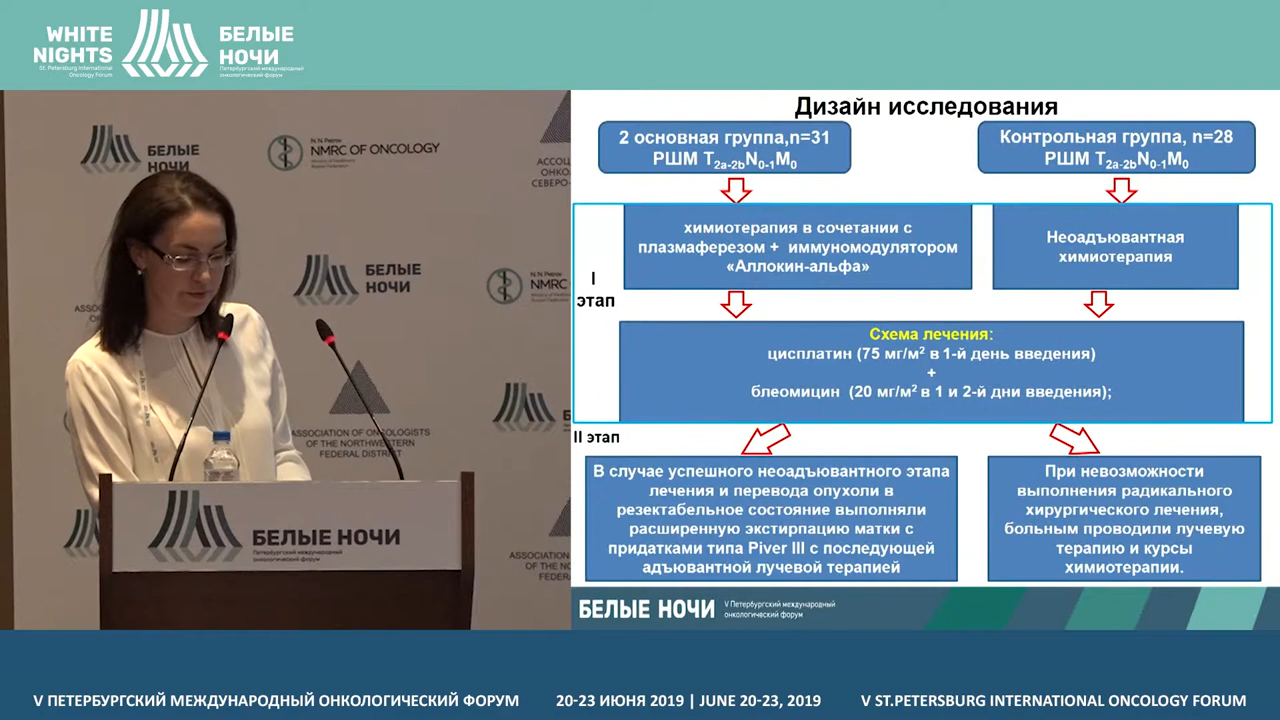 WHITE
NIGHTS
St. Petersburg International
Oncology Forum
БЕЛЫЕ
НОЧИ
Петербургский международный
онкологический форум
БЕЛЫЕ
НОЧИ
N.N. Petrov
NMRC OF ONCOLOGY
АССОЦ
ОНКО
СЕВЕРО-
БЕЛЫЕ
НОЧИ
N.N. Petrov
NMRC
ASSOCIATION OF ONCOLOGISTS
OF THE NORTHWESTERN
FEDERAL DISTRICT
БЕЛЫЕ НОЧИ
Петербургский международный
онкологический форум
Дизайн исследования
2 основная группа,n=31
РШМ T2a-2bN0-1M0
Контрольная группа, n=28
РШМ T2a-2bN0-1M0
I
этап
химиотерапия в сочетании с
плазмаферезом + иммуномодулятором
«Аллокин-альфа»
Неоадъювантная
химиотерапия
Схема лечения:
цисплатин (75 мг/м² в 1-й день введения)
+
блеомицин (20 мг/м² в 1 и 2-й дни введения);
II этап
В случае успешного неоадъювантного этапа
лечения и перевода опухоли в
резектабельное состояние выполняли
расширенную экстирпацию матки с
придатками типа Piver III с последующей
адъювантной лучевой терапией
При невозможности
выполнения радикального
хирургического лечения,
больным проводили лучевую
терапию и курсы
химиотерапии.
БЕЛЫЕ НОЧИ
V Петербургский международный
онкологический форум
V ПЕТЕРБУРГСКИЙ МЕЖДУНАРОДНЫЙ ОНКОЛОГИЧЕСКИЙ ФОРУМ
20-23 ИЮНЯ 2019 | JUNE 20-23, 2019
V ST.PETERSBURG INTERNATIONAL ONCOLOGY FORUM